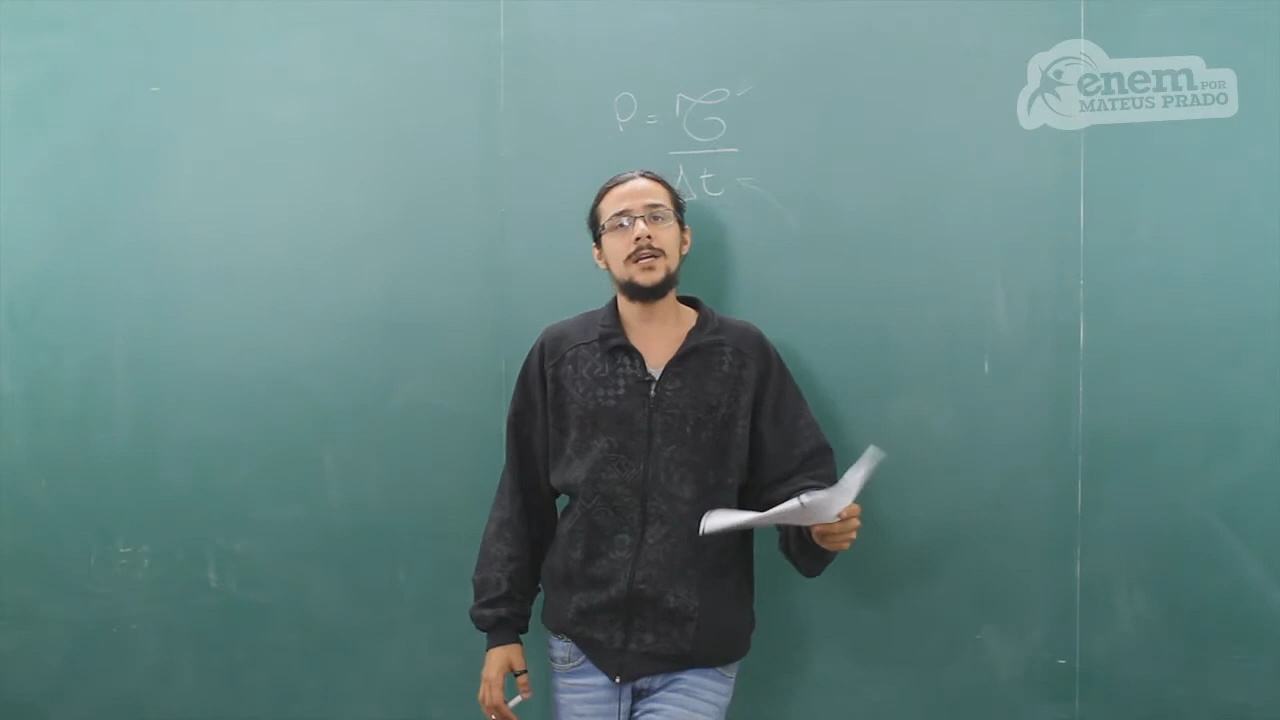 P = τ
Δt
enem POR
MATEUS PRADO